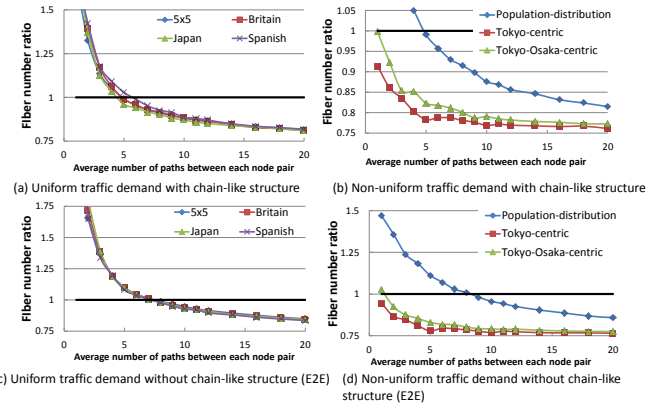 1.5
1.25
1
0.75
Fiber number ratio
5x5
Britain
Japan
Spanish
0 5 10 15 20
Average number of paths between each node pair
(a) Uniform traffic demand with chain-like structure
1.05
1
0.95
0.9
0.85
0.8
0.75
Fiber number ratio
Population-distribution
Tokyo-centric
Tokyo-Osaka-centric
0 5 10 15 20
Average number of paths between each node pair
(b) Non-uniform traffic demand with chain-like structure
1.75
1.5
1.25
1
0.75
Fiber number ratio
5x5
Britain
Japan
Spanish
0 5 10 15 20
Average number of paths between each node pair
c) Uniform traffic demand without chain-like structure (E2E)
1.5
1.25
1
0.75
Fiber number ratio
Population-distribution
Tokyo-centric
Tokyo-Osaka-centric
0 5 10 15 20
Average number of paths between each node pair
(d) Non-uniform traffic demand without chain-like
structure (E2E)